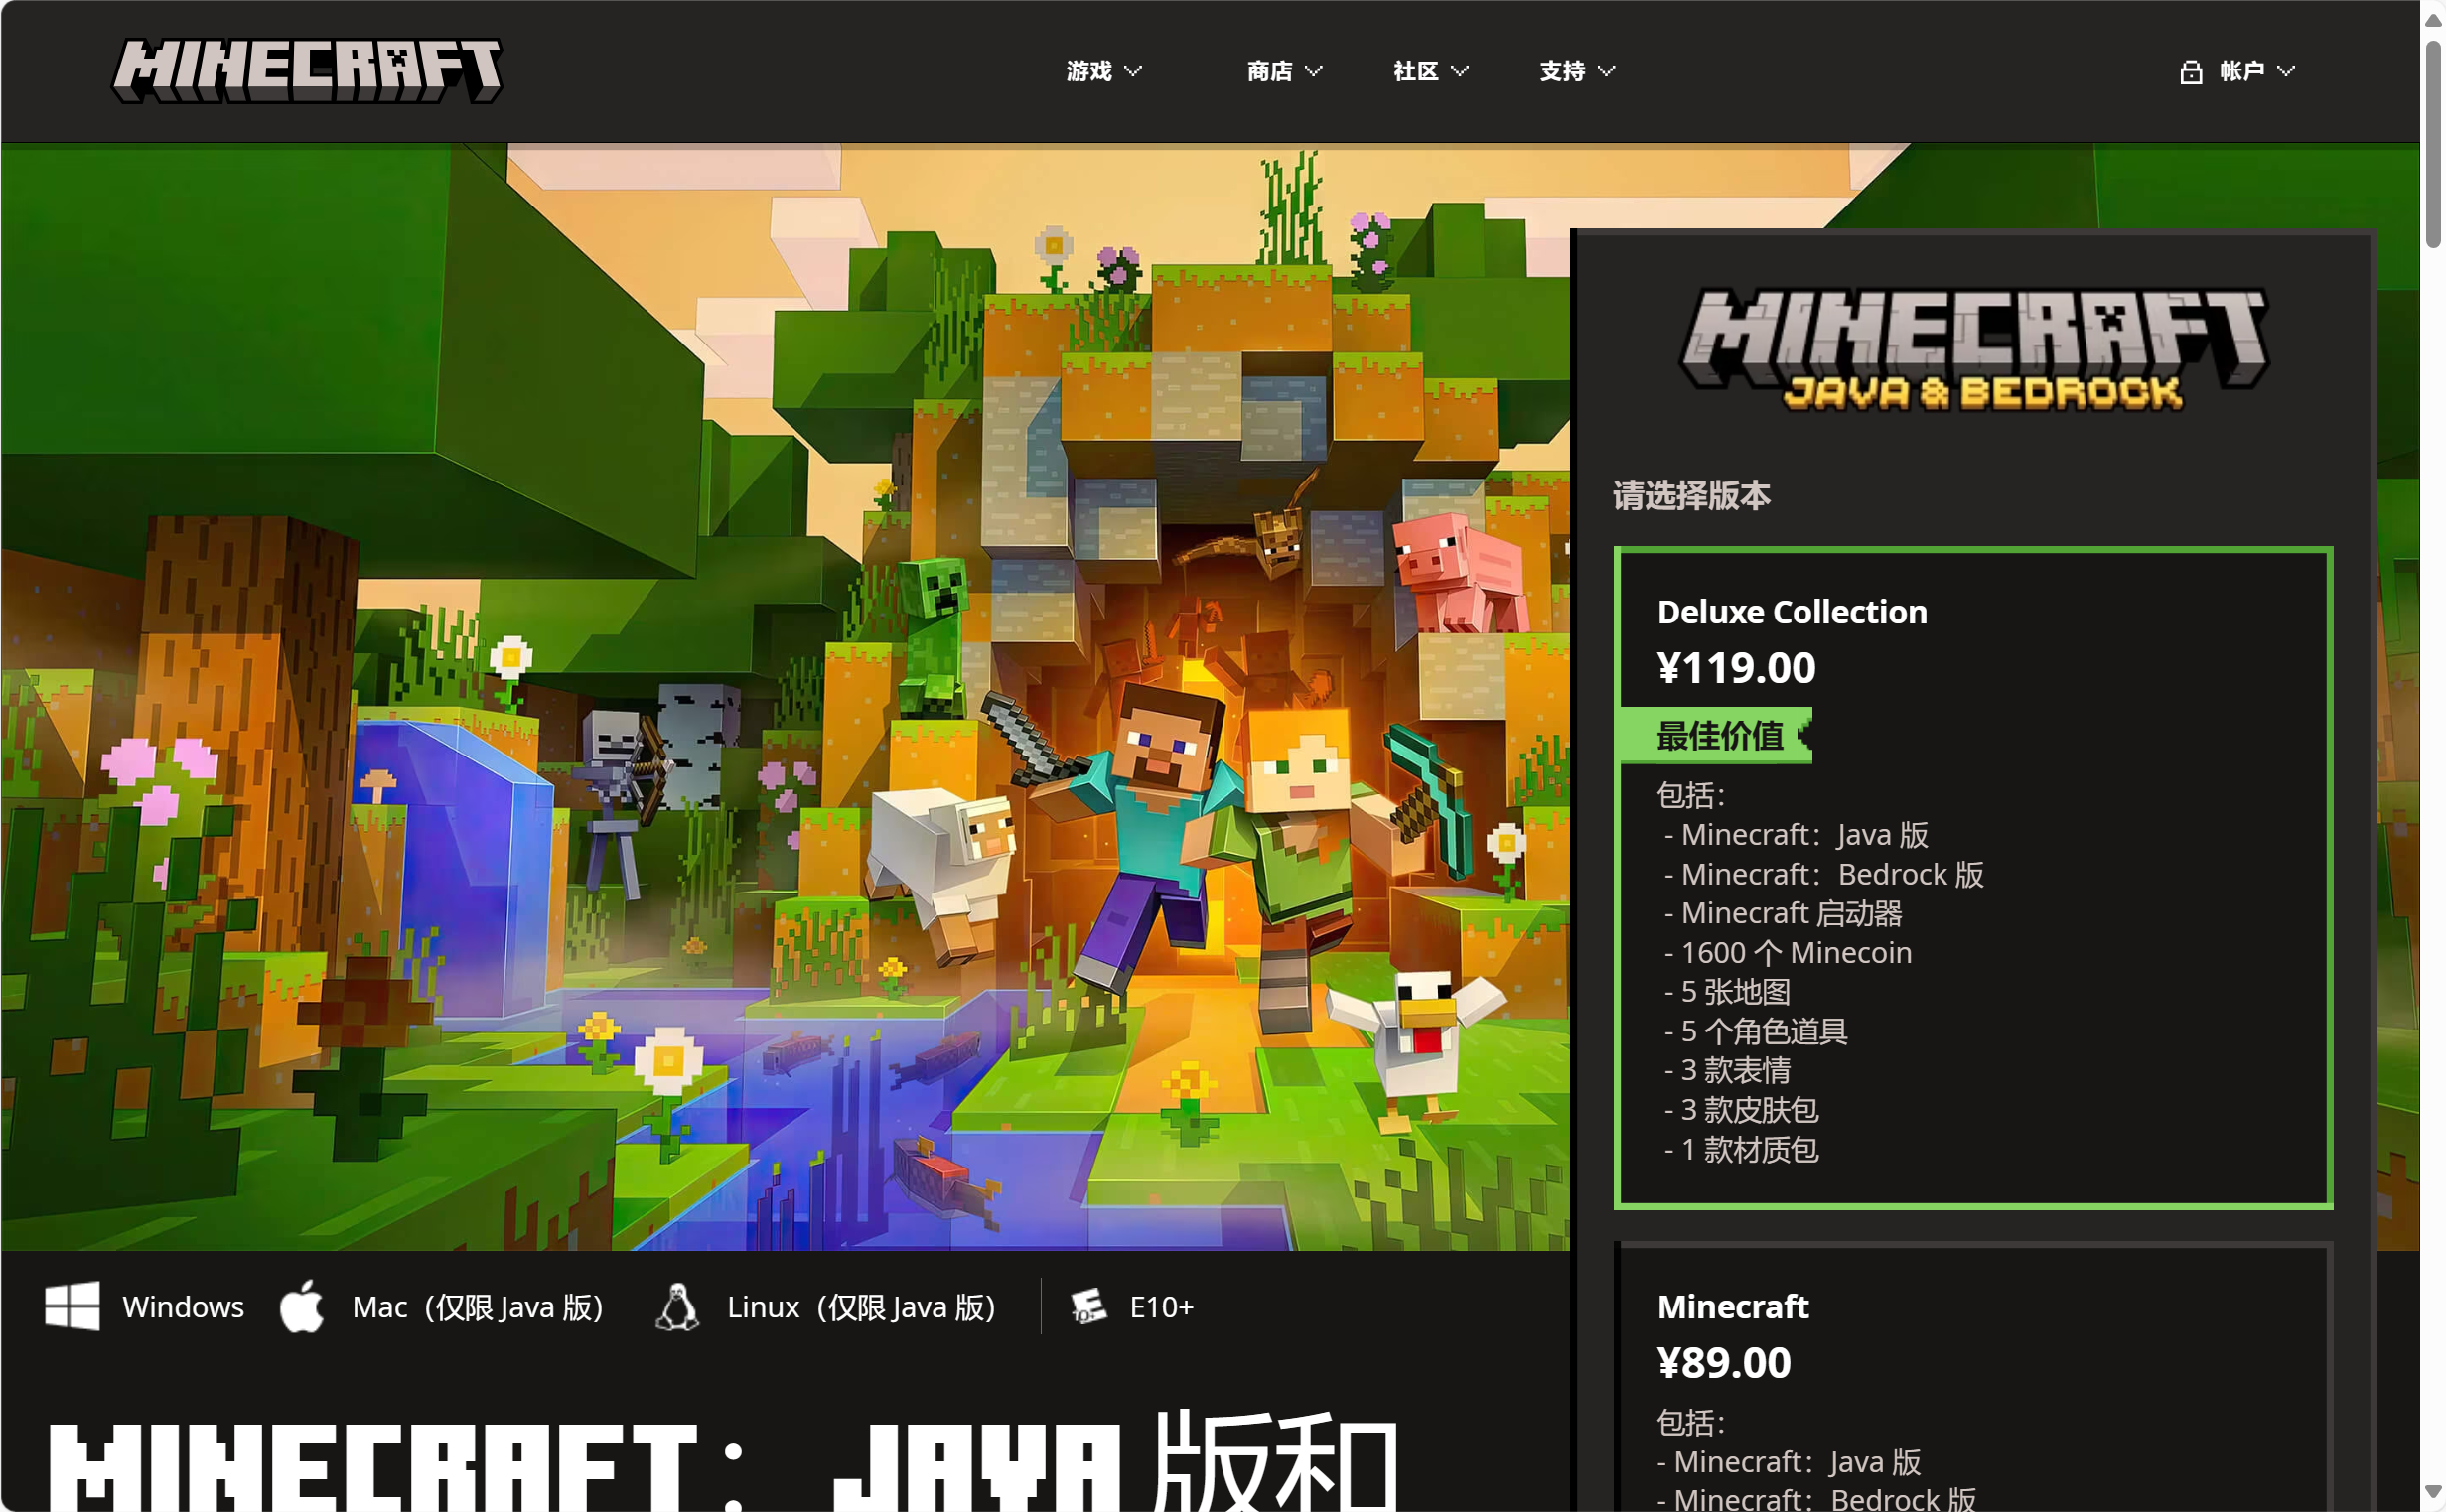 MINECRAFT
游戏
商店
社区
支持
帐户
MINECRAFT
JAVA & BEDROCK
请选择版本
Deluxe Collection
¥119.00
最佳价值
包括：
- Minecraft：Java 版
- Minecraft：Bedrock 版
- Minecraft 启动器
- 1600 个 Minecoin
- 5 张地图
- 5 个角色道具
- 3 款表情
- 3 款皮肤包
- 1 款材质包
Windows
Mac（仅限 Java 版）
Linux（仅限 Java 版）
E10+
Minecraft
¥89.00
包括：
- Minecraft：Java 版
- Minecraft：Bedrock 版
MINECRAFT：JAVA 版和